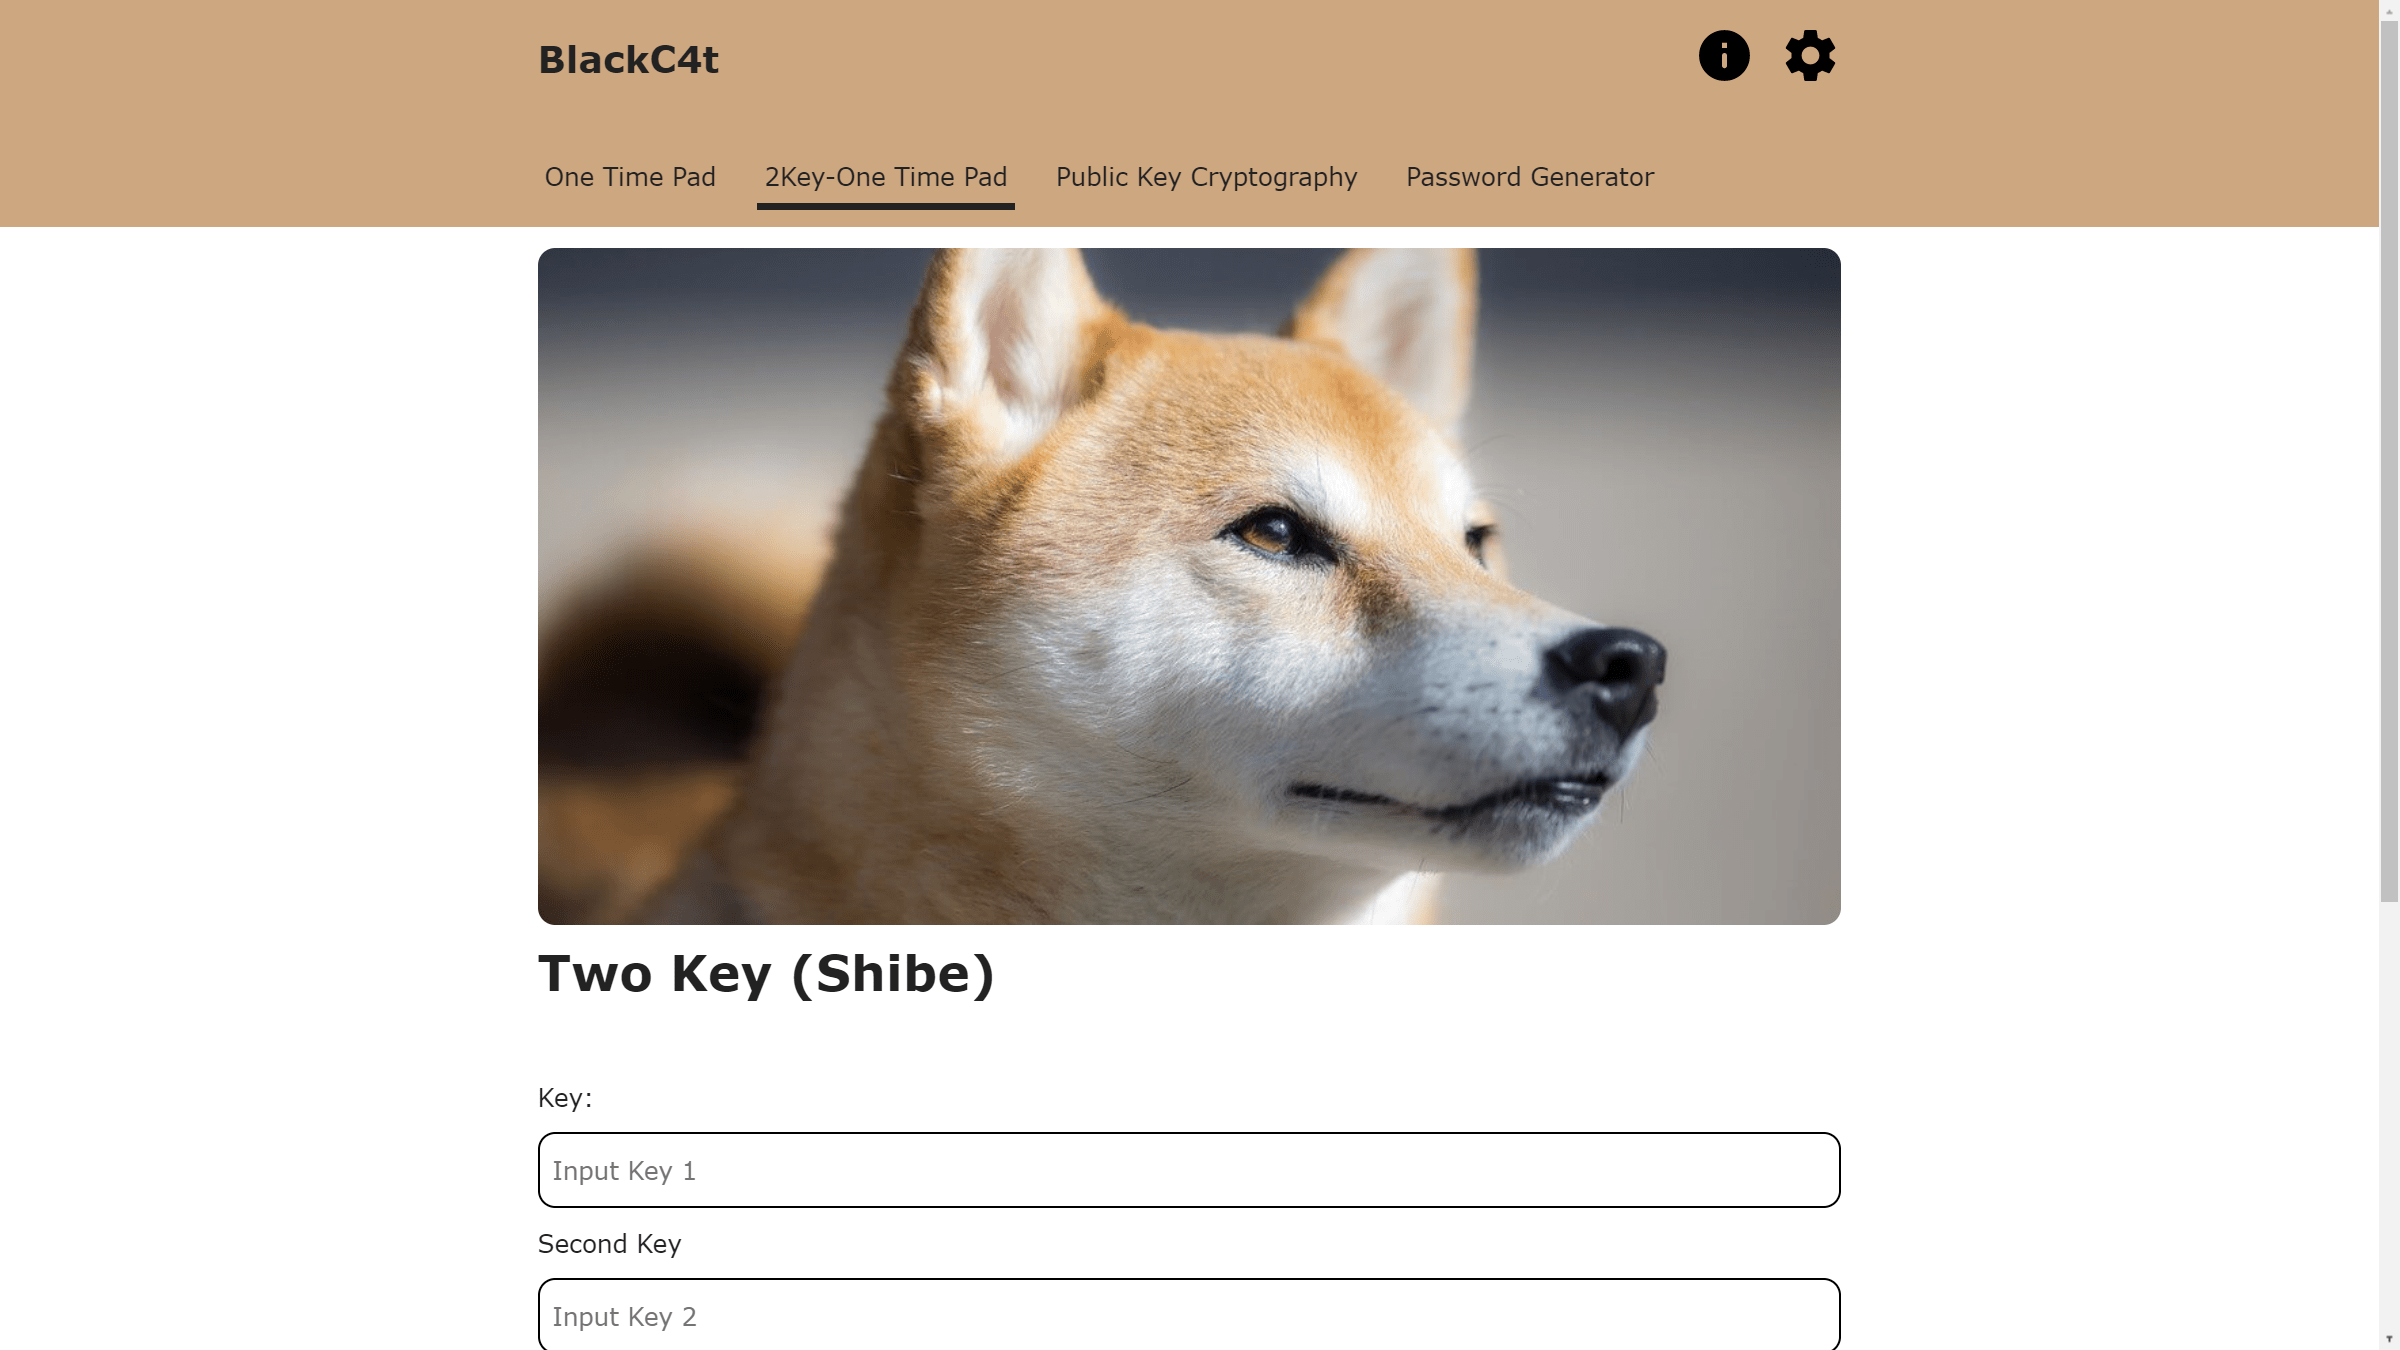 BlackC4t
One Time Pad 2Key-One Time Pad Public Key Cryptography Password Generator
Two Key (Shibe)
Key:
Input Key 1
Second Key
Input Key 2